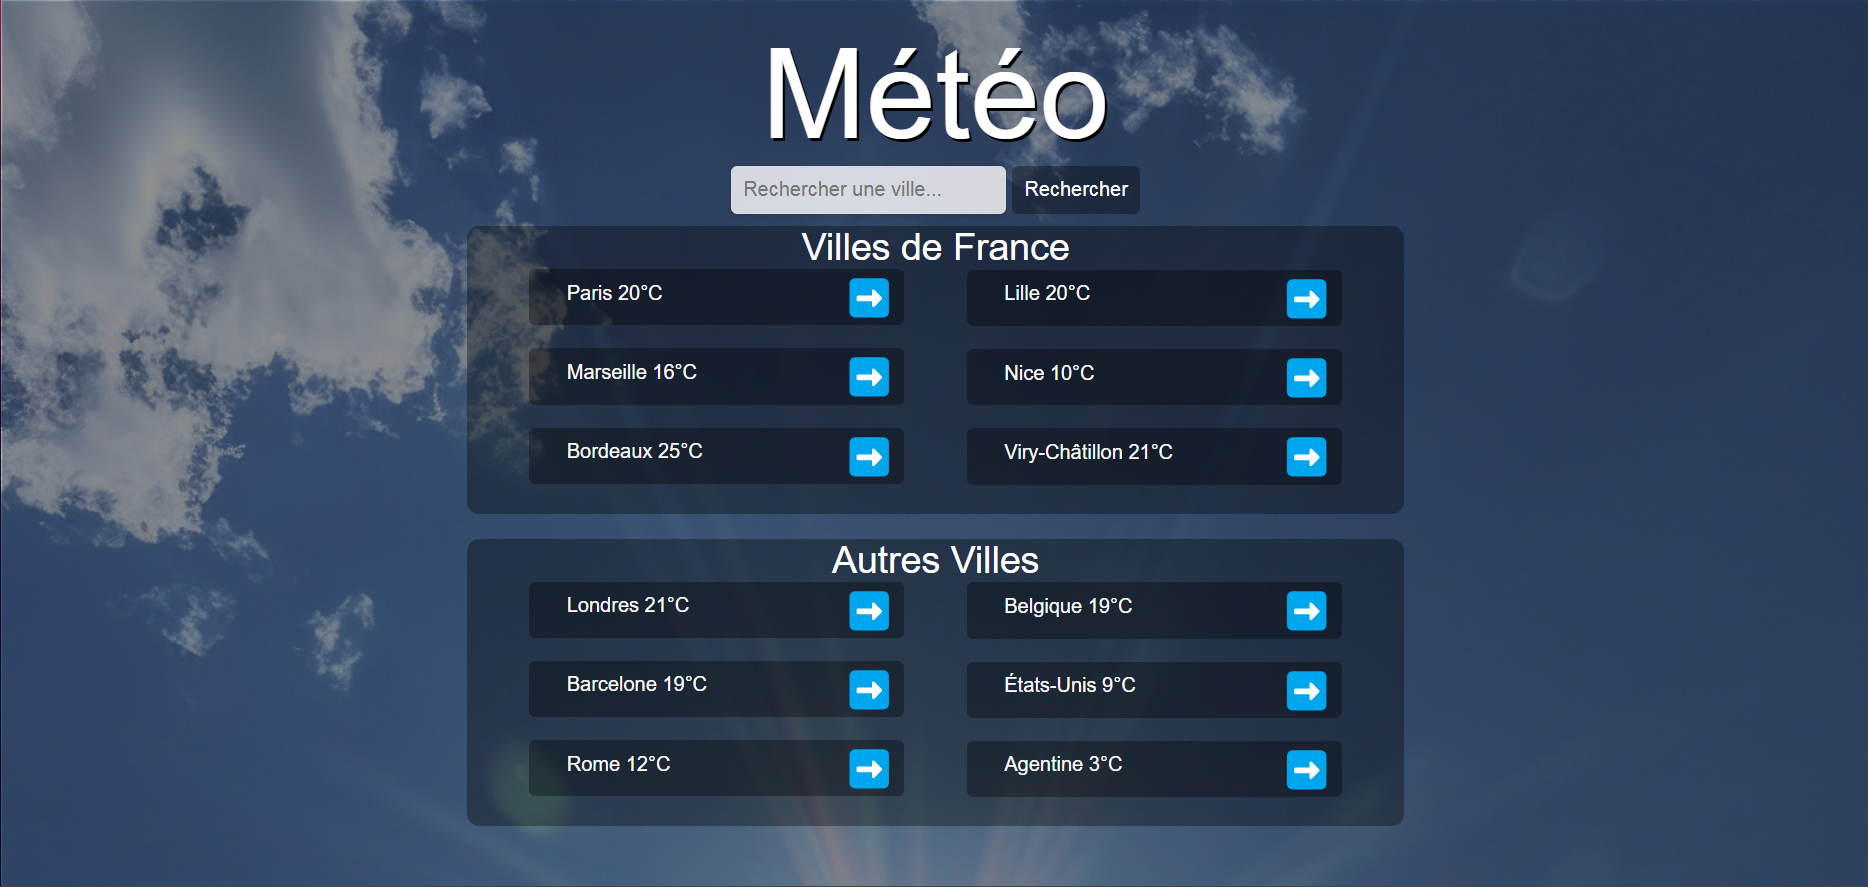 Météo
Rechercher une ville...
Rechercher
Villes de France
Paris 20°C
Lille 20°C
Marseille 16°C
Nice 10°C
Bordeaux 25°C
Viry-Châtillon 21°C
Autres Villes
Londres 21°C
Belgique 19°C
Barcelone 19°C
États-Unis 9°C
Rome 12°C
Agentine 3°C